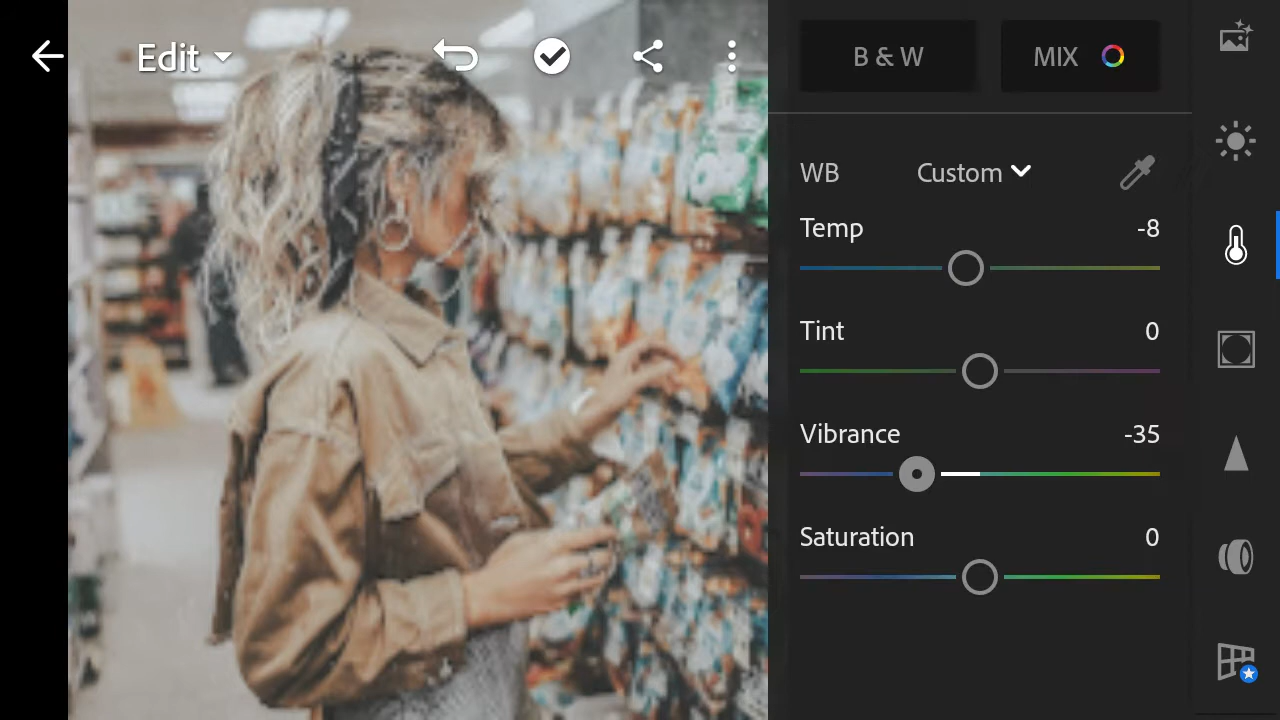 Edit
B & W
MIX
WB
Custom
Temp
-8
Tint
0
Vibrance
-35
Saturation
0